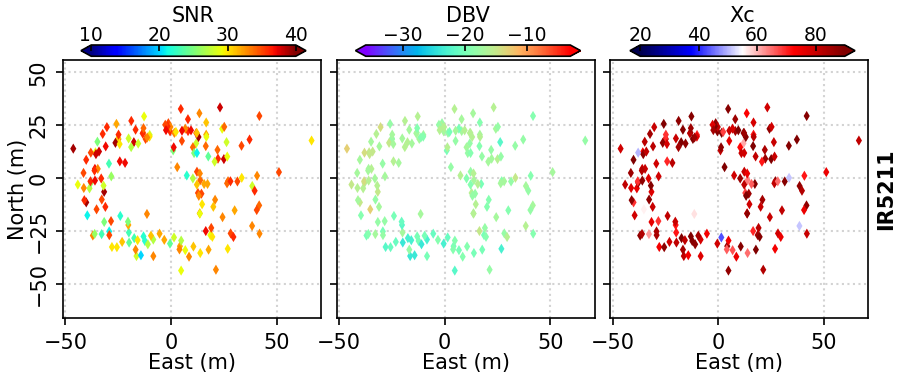 SNR DBV Xc
10 20 30 40 −30 −20 −10 20 40 60 80
50
25
0
−25
−50
North (m)
IR5211
−50 0 50 −50 0 50 −50 0 50
East (m) East (m) East (m)